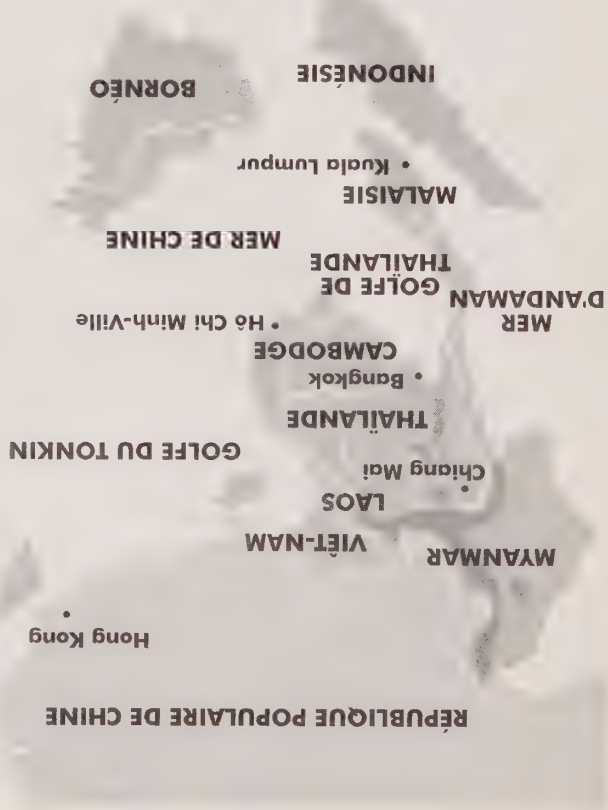 RÉPUBLIQUE POPULAIRE DE CHINE
Hong Kong
MYANMAR
VIÊT-NAM
LAOS
Chiang Mai
GOLFE DU TONKIN
THAÏLANDE
Bangkok
CAMBODGE
Hô Chi Minh-Ville
MER
D'ANDAMAN
GOLFE DE
THAÏLANDE
MER DE CHINE
MALAISIE
Kuala Lumpur
INDONÉSIE
BORNÉO